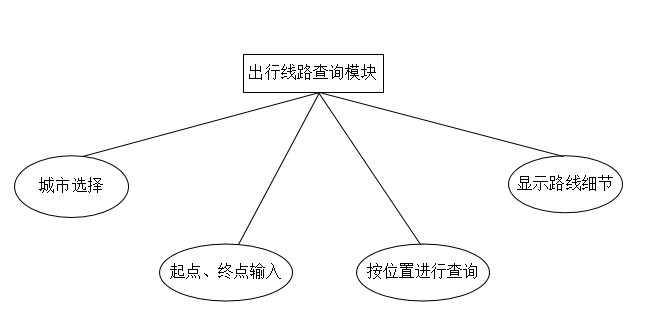 出行线路查询模块
城市选择
显示路线细节
起点、终点输入
按位置进行查询